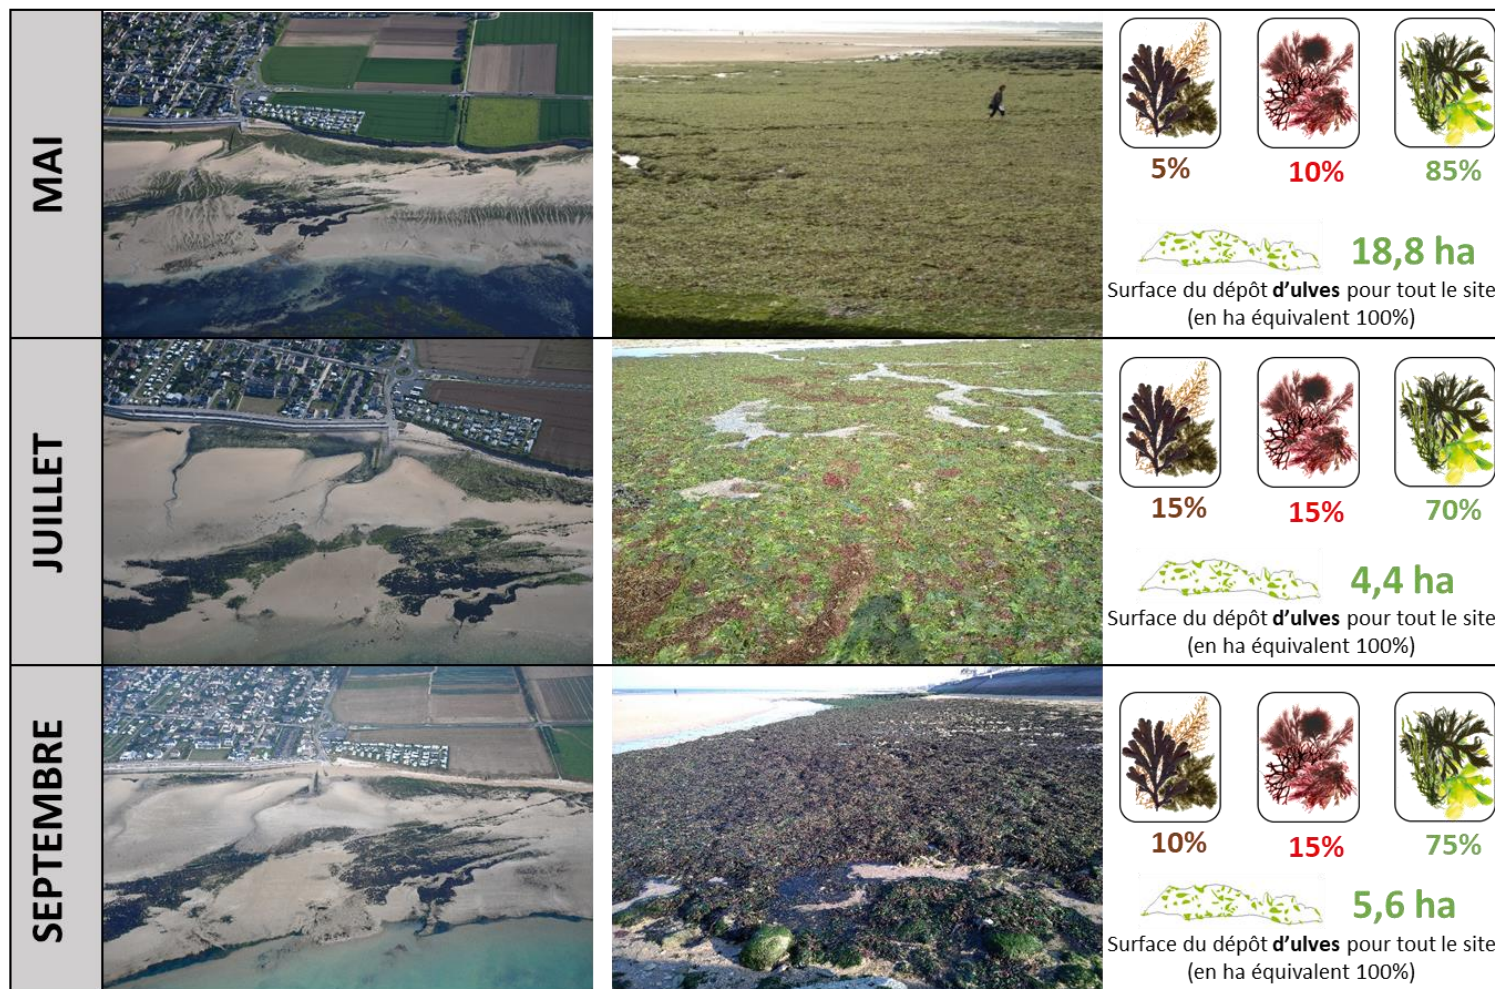 MAI
5% 10% 85%
18,8 ha
Surface du dépôt d'ulves pour tout le site
(en ha équivalent 100%)
JUILLET
15% 15% 70%
4,4 ha
Surface du dépôt d'ulves pour tout le site
(en ha équivalent 100%)
SEPTEMBRE
10% 15% 75%
5,6 ha
Surface du dépôt d'ulves pour tout le site
(en ha équivalent 100%)